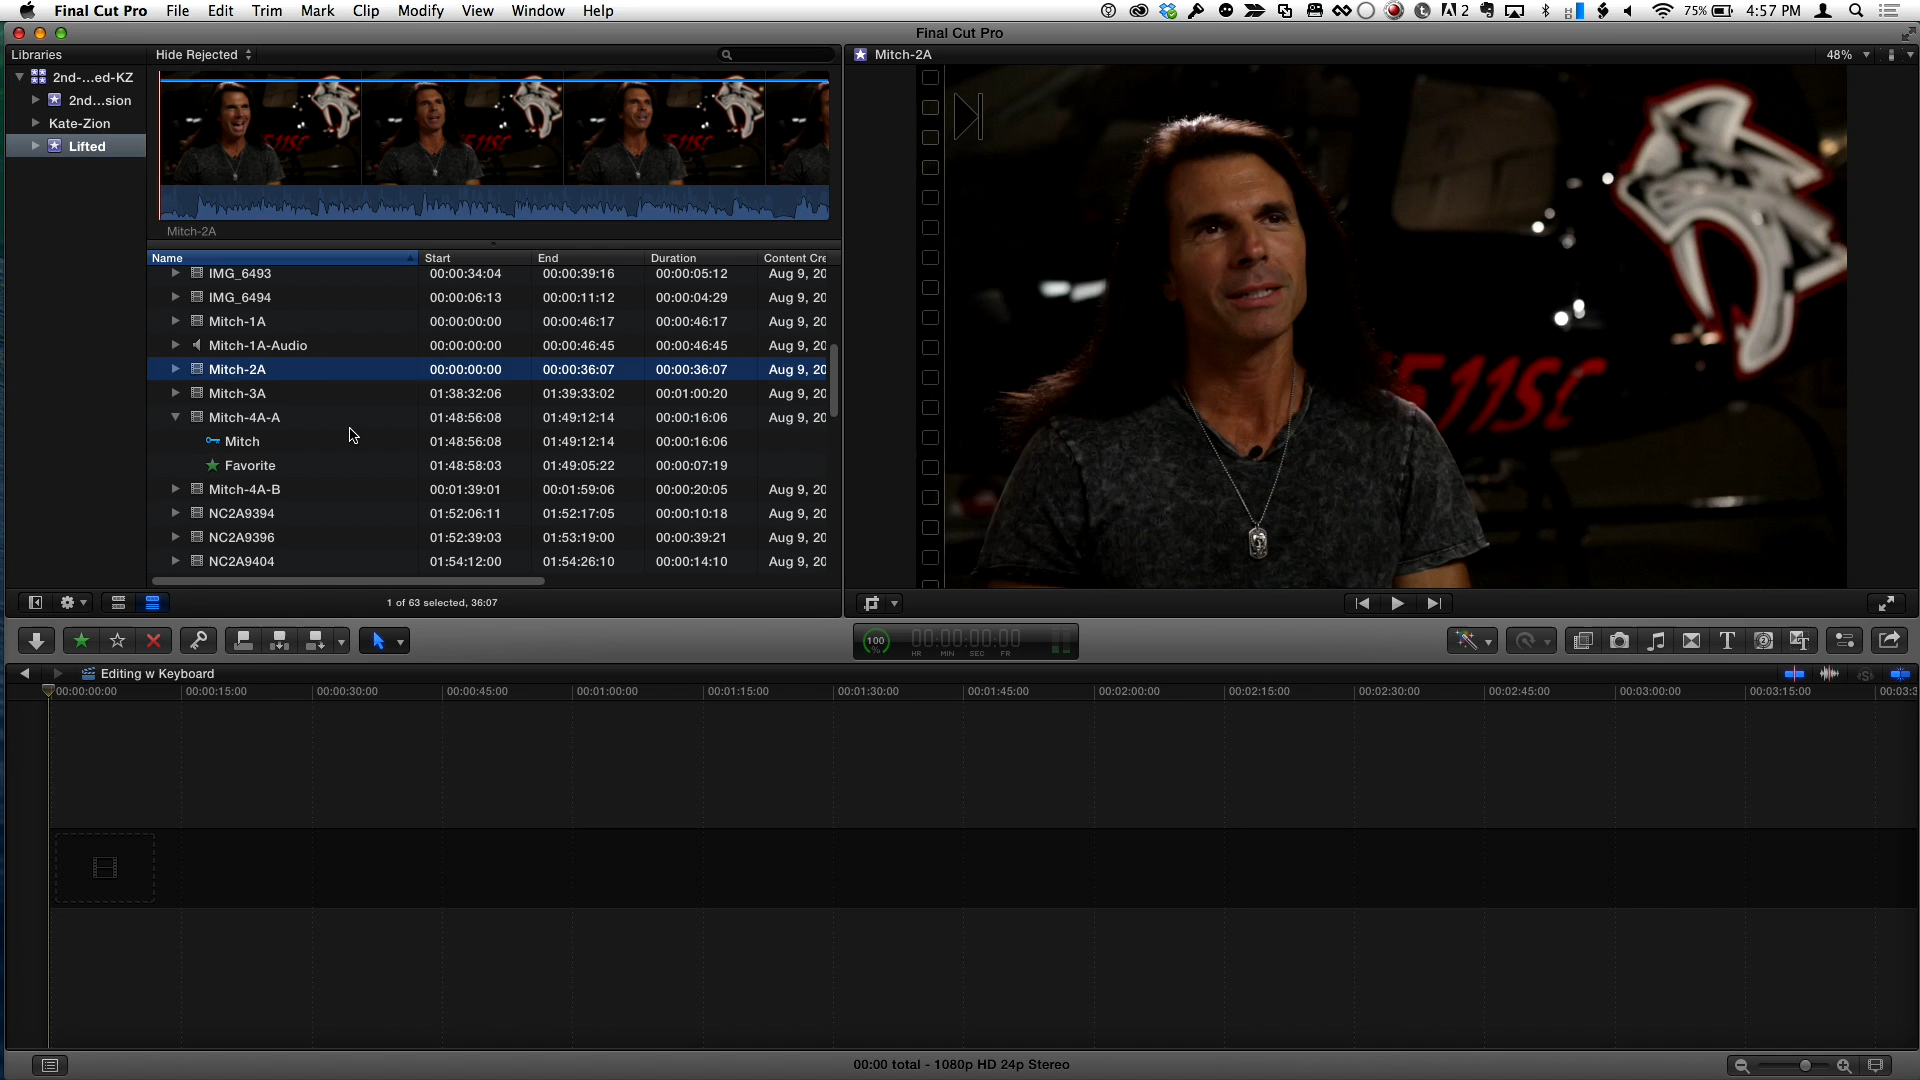 Final Cut Pro File Edit Trim Mark Clip Modify View Window Help 2 75% 4:57 PM
Final Cut Pro
Libraries Hide Rejected Mitch-2A 48%
2nd-...ed-KZ
2nd...sion
Kate-Zion
Lifted
511SC
Mitch-2A
Name Start End Duration Content Cre
IMG_6493 00:00:34:04 00:00:39:16 00:00:05:12 Aug 9, 20
IMG_6494 00:00:06:13 00:00:11:12 00:00:04:29 Aug 9, 20
Mitch-1A 00:00:00:00 00:00:46:17 00:00:46:17 Aug 9, 20
Mitch-1A-Audio 00:00:00:00 00:00:46:45 00:00:46:45 Aug 9, 20
Mitch-2A 00:00:00:00 00:00:36:07 00:00:36:07 Aug 9, 20
Mitch-3A 01:38:32:06 01:39:33:02 00:01:00:20 Aug 9, 20
Mitch-4A-A 01:48:56:08 01:49:12:14 00:00:16:06 Aug 9, 20
Mitch 01:48:56:08 01:49:12:14 00:00:16:06
Favorite 01:48:58:03 01:49:05:22 00:00:07:19
Mitch-4A-B 00:01:39:01 00:01:59:06 00:00:20:05 Aug 9, 20
NC2A9394 01:52:06:11 01:52:17:05 00:00:10:18 Aug 9, 20
NC2A9396 01:52:39:03 01:53:19:00 00:00:39:21 Aug 9, 20
NC2A9404 01:54:12:00 01:54:26:10 00:00:14:10 Aug 9, 20
1 of 63 selected, 36:07
100 % 00:00:00:00
HR MIN SEC FR
Editing w Keyboard
00:00:00:00 00:00:15:00 00:00:30:00 00:00:45:00 00:01:00:00 00:01:15:00 00:01:30:00 00:01:45:00 00:02:00:00 00:02:15:00 00:02:30:00 00:02:45:00 00:03:00:00 00:03:15:00 00:03:3
00:00 total - 1080p HD 24p Stereo